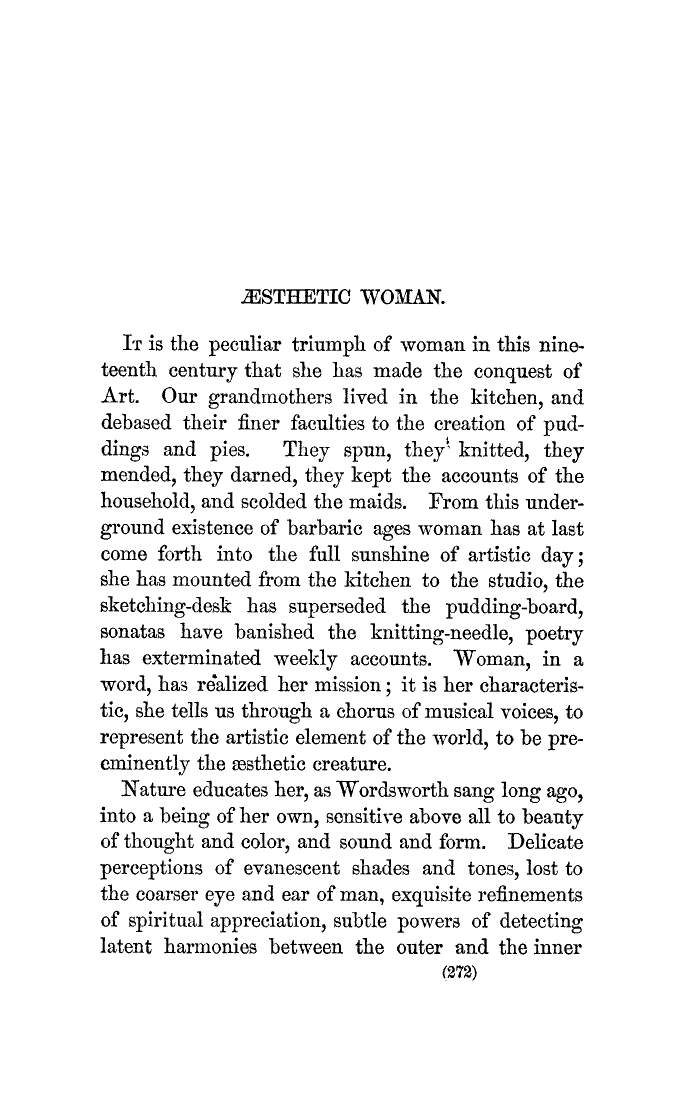 ÆSTHETIC WOMAN.
IT is the peculiar triumph of woman in this nine-
teenth century that she has made the conquest of
Art. Our grandmothers lived in the kitchen, and
debased their finer faculties to the creation of pud-
dings and pies. They spun, they knitted, they
mended, they darned, they kept the accounts of the
household, and scolded the maids. From this under-
ground existence of barbaric ages woman has at last
come forth into the full sunshine of artistic day;
she has mounted from the kitchen to the studio, the
sketching-desk has superseded the pudding-board,
sonatas have banished the knitting-needle, poetry
has exterminated weekly accounts. Woman, in a
word, has realized her mission; it is her characteris-
tic, she tells us through a chorus of musical voices, to
represent the artistic element of the world, to be pre-
eminently the æsthetic creature.
Nature educates her, as Wordsworth sang long ago,
into a being of her own, sensitive above all to beauty
of thought and color, and sound and form. Delicate
perceptions of evanescent shades and tones, lost to
the coarser eye and ear of man, exquisite refinements
of spiritual appreciation, subtle powers of detecting
latent harmonies between the outer and the inner
(272)